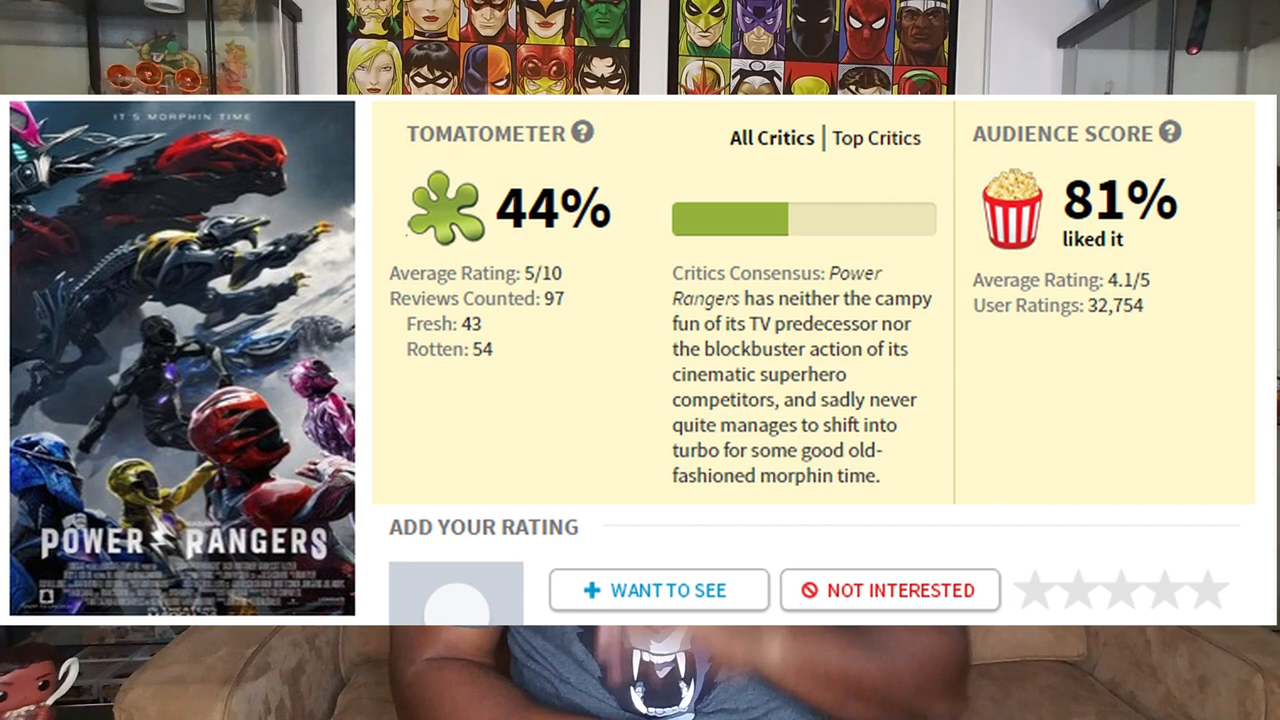 IT'S MORPHIN TIME
POWER RANGERS
IN THEATERS
TOMATOMETER ?
All Critics | Top Critics
44%
Average Rating: 5/10
Reviews Counted: 97
Fresh: 43
Rotten: 54
Critics Consensus: Power
Rangers has neither the campy
fun of its TV predecessor nor
the blockbuster action of its
cinematic superhero
competitors, and sadly never
quite manages to shift into
turbo for some good old-
fashioned morphin time.
AUDIENCE SCORE ?
81%
liked it
Average Rating: 4.1/5
User Ratings: 32,754
ADD YOUR RATING
WANT TO SEE
NOT INTERESTED